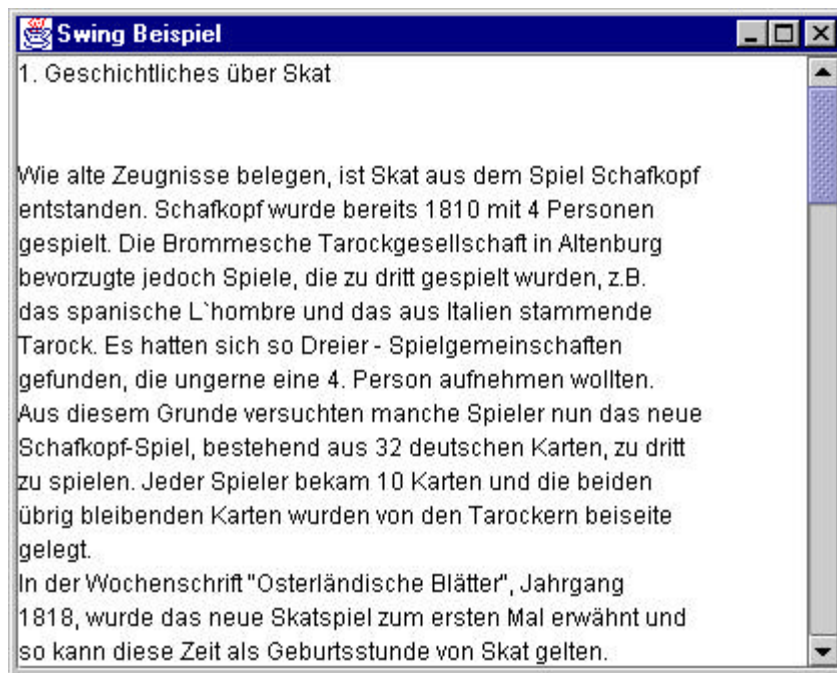 Swing Beispiel
1. Geschichtliches über Skat
Wie alte Zeugnisse belegen, ist Skat aus dem Spiel Schafkopf
entstanden. Schafkopf wurde bereits 1810 mit 4 Personen
gespielt. Die Brommesche Tarockgesellschaft in Altenburg
bevorzugte jedoch Spiele, die zu dritt gespielt wurden, z.B.
das spanische L`hombre und das aus Italien stammende
Tarock. Es hatten sich so Dreier - Spielgemeinschaften
gefunden, die ungerne eine 4. Person aufnehmen wollten.
Aus diesem Grunde versuchten manche Spieler nun das neue
Schafkopf-Spiel, bestehend aus 32 deutschen Karten, zu dritt
zu spielen. Jeder Spieler bekam 10 Karten und die beiden
übrig bleibenden Karten wurden von den Tarockern beiseite
gelegt.
In der Wochenschrift "Osterländische Blätter", Jahrgang
1818, wurde das neue Skatspiel zum ersten Mal erwähnt und
so kann diese Zeit als Geburtsstunde von Skat gelten.